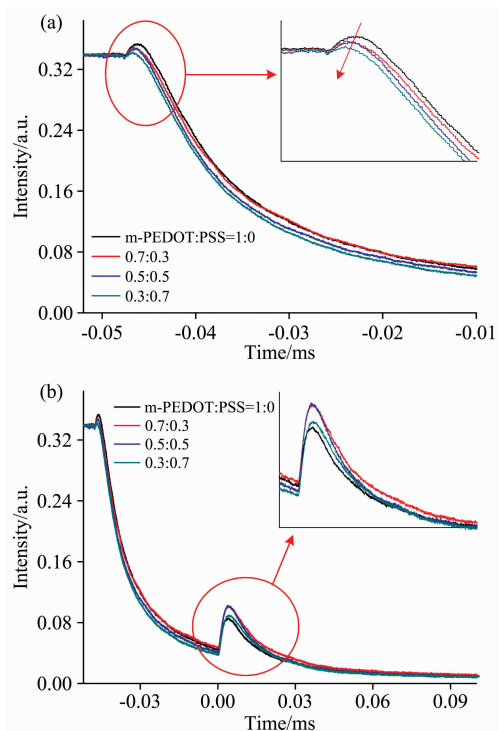 (a)
Intensity/a.u.
0.32
0.24
0.16
0.08
0.00
m-PEDOT:PSS=1:0
0.7:0.3
0.5:0.5
0.3:0.7
-0.05 -0.04 -0.03 -0.02 -0.01
Time/ms
(b)
Intensity/a.u.
0.32
0.24
0.16
0.08
0.00
m-PEDOT:PSS=1:0
0.7:0.3
0.5:0.5
0.3:0.7
-0.03 0.00 0.03 0.06 0.09
Time/ms